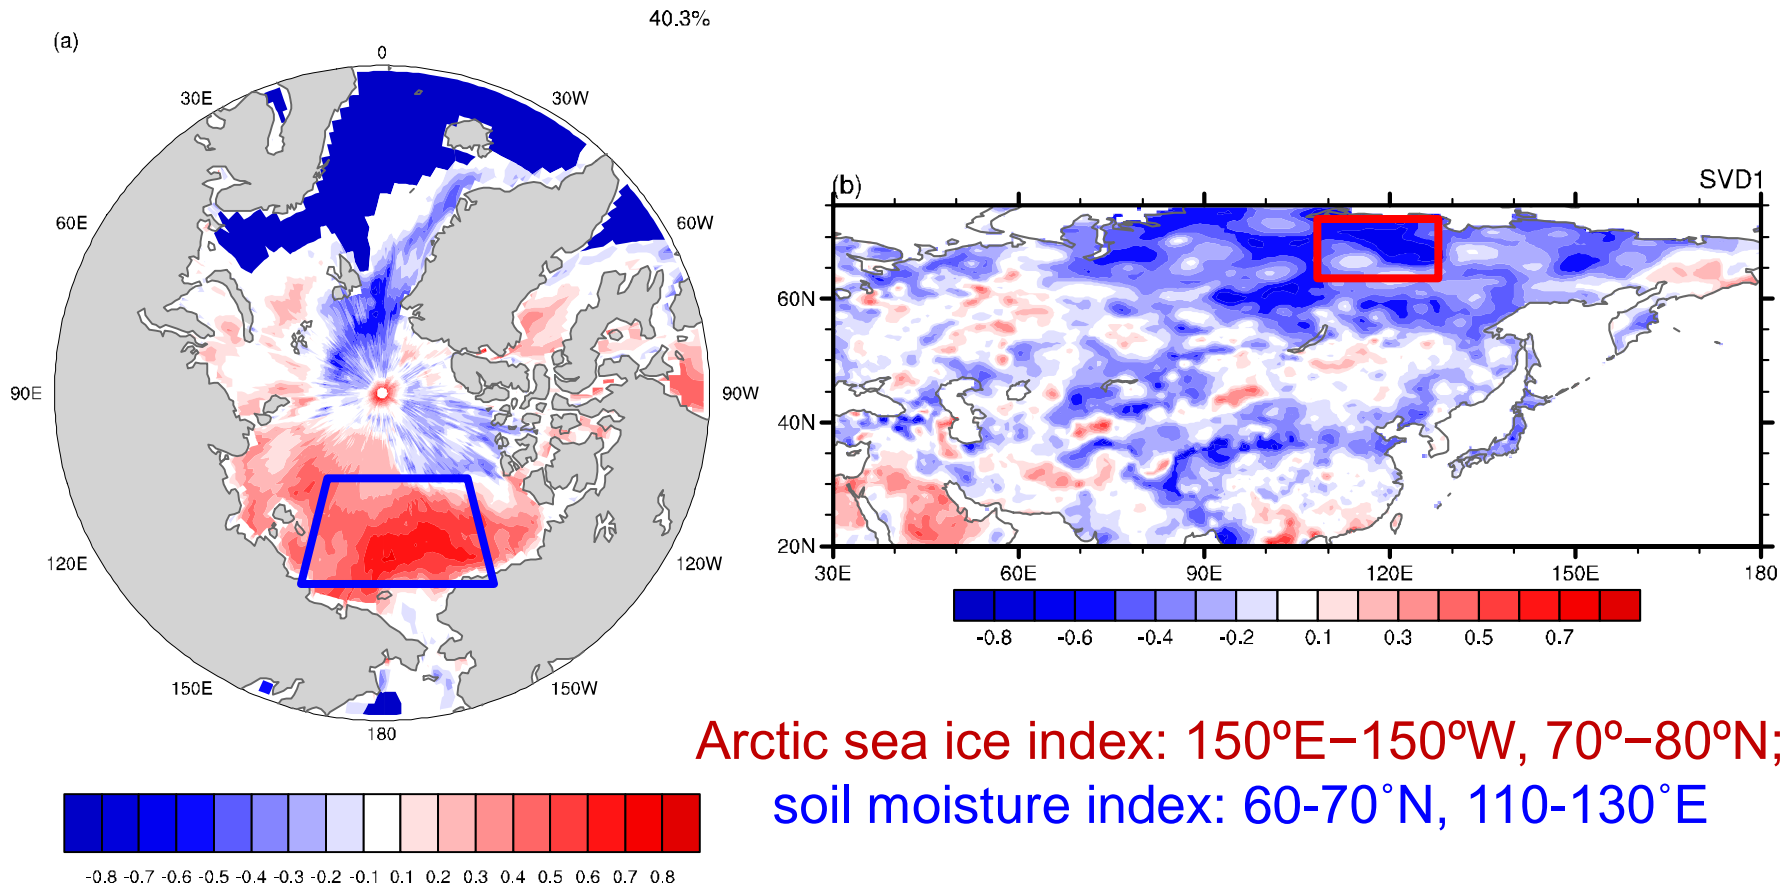 40.3%
(a)
0
30E
30W
60E
60W
90E
90W
120E
120W
150E
150W
180
-0.8 -0.7 -0.6 -0.5 -0.4 -0.3 -0.2 -0.1 0.1 0.2 0.3 0.4 0.5 0.6 0.7 0.8
(b)
SVD1
60N
40N
20N
30E 60E 90E 120E 150E 180
-0.8 -0.6 -0.4 -0.2 0.1 0.3 0.5 0.7
Arctic sea ice index: 150ºE−150ºW, 70º−80ºN;
soil moisture index: 60-70˚N, 110-130˚E